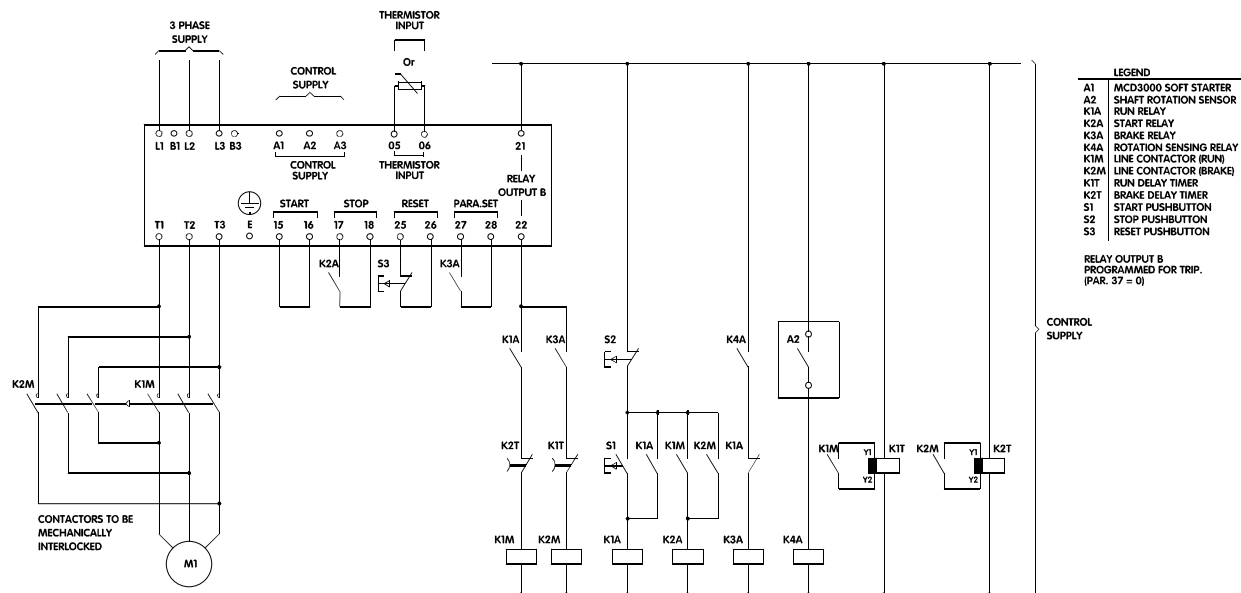 3 PHASE
SUPPLY
THERMISTOR
INPUT
Or
CONTROL
SUPPLY
L1 B1 L2 L3 B3 A1 A2 A3 05 06 21
CONTROL
SUPPLY
THERMISTOR
INPUT
RELAY
OUTPUT B
START STOP RESET PARA.SET
T1 T2 T3 E 15 16 17 18 25 26 27 28 22
K2A S3 K3A
LEGEND
A1 MCD3000 SOFT STARTER
A2 SHAFT ROTATION SENSOR
K1A RUN RELAY
K2A START RELAY
K3A BRAKE RELAY
K4A ROTATION SENSING RELAY
K1M LINE CONTACTOR (RUN)
K2M LINE CONTACTOR (BRAKE)
K1T RUN DELAY TIMER
K2T BRAKE DELAY TIMER
S1 START PUSHBUTTON
S2 STOP PUSHBUTTON
S3 RESET PUSHBUTTON
RELAY OUTPUT B
PROGRAMMED FOR TRIP.
(PAR. 37 = 0)
CONTROL
SUPPLY
K1A K3A S2 K4A A2
K2M K1M
K2T K1T S1 K1A K1M K2M K1A K1M Y1 K1T K2M Y1 K2T
Y2 Y2
CONTACTORS TO BE
MECHANICALLY
INTERLOCKED
K1M K2M K1A K2A K3A K4A
M1